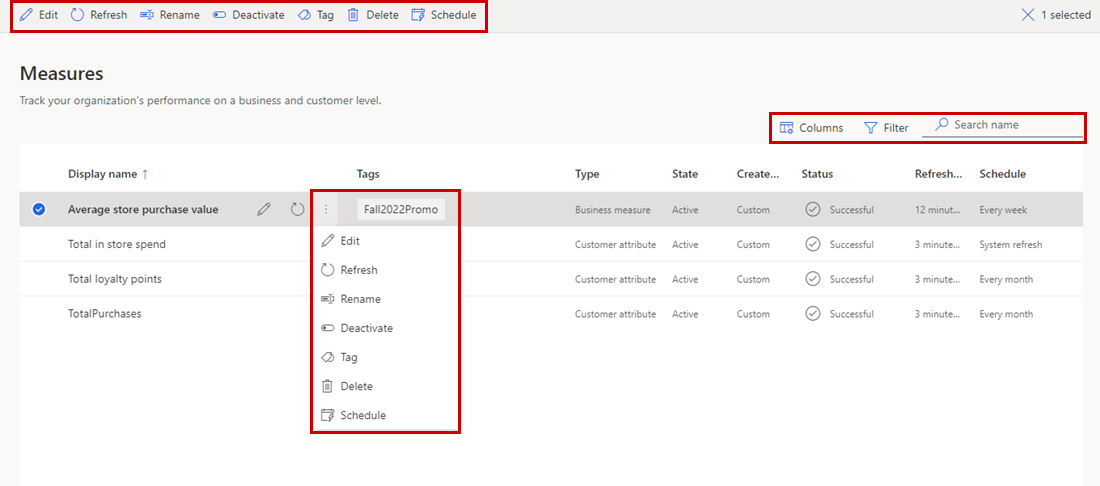 Edit Refresh Rename Deactivate Tag Delete Schedule 1 selected
Measures
Track your organization's performance on a business and customer level.
Columns Filter Search name
Display name ↑ Tags Type State Create... Status Refresh... Schedule
Average store purchase value Fall2022Promo Business measure Active Custom Successful 12 minut... Every week
Total in store spend Customer attribute Active Custom Successful 3 minute... System refresh
Total loyalty points Customer attribute Active Custom Successful 3 minute... Every month
TotalPurchases Customer attribute Active Custom Successful 3 minute... Every month
Edit
Refresh
Rename
Deactivate
Tag
Delete
Schedule